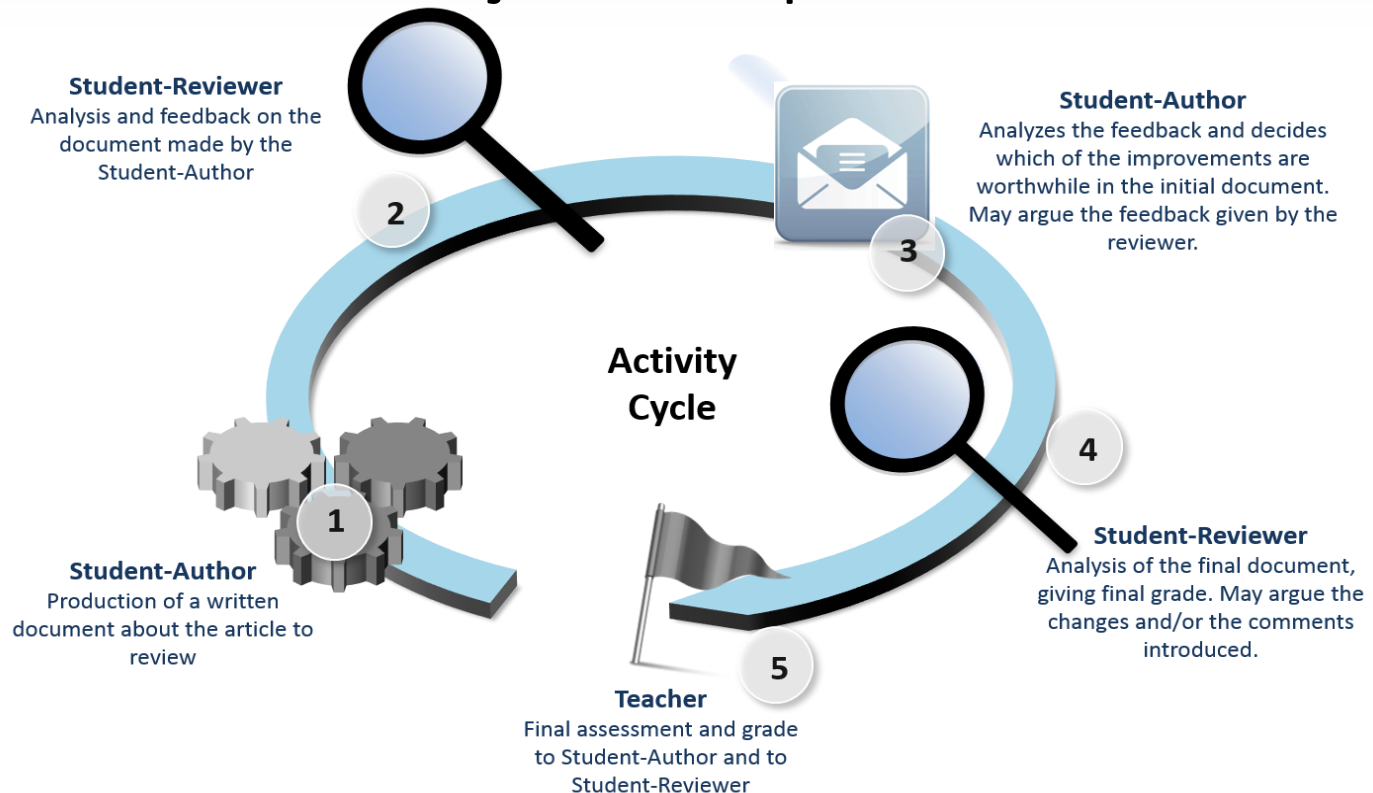 Student-Reviewer
Analysis and feedback on the
document made by the
Student-Author
2
Student-Author
Analyzes the feedback and decides
which of the improvements are
worthwhile in the initial document.
May argue the feedback given by the
reviewer.
3
Activity
Cycle
4
Student-Reviewer
Analysis of the final document,
giving final grade. May argue the
changes and/or the comments
introduced.
1
Student-Author
Production of a written
document about the article to
review
5
Teacher
Final assessment and grade
to Student-Author and to
Student-Reviewer